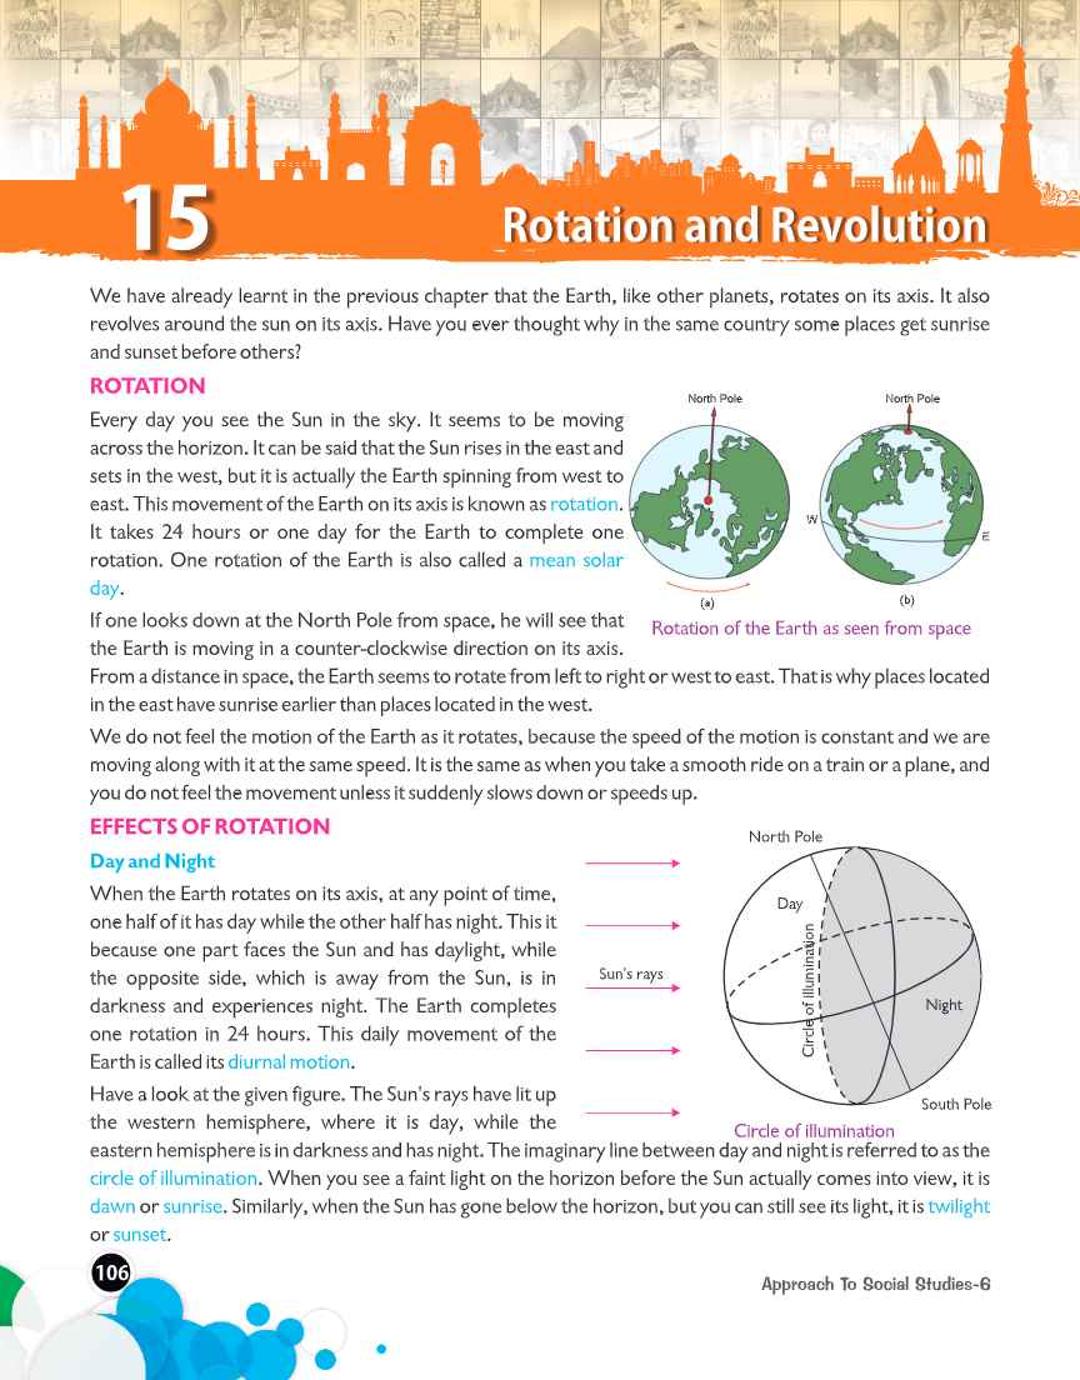 15
Rotation and Revolution
We have already learnt in the previous chapter that the Earth, like other planets, rotates on its axis. It also
revolves around the sun on its axis. Have you ever thought why in the same country some places get sunrise
and sunset before others?
ROTATION
Every day you see the Sun in the sky. It seems to be moving
across the horizon. It can be said that the Sun rises in the east and
sets in the west, but it is actually the Earth spinning from west to
east. This movement of the Earth on its axis is known as rotation.
It takes 24 hours or one day for the Earth to complete one
rotation. One rotation of the Earth is also called a mean solar
day.
North Pole
North Pole
W
E
(a)
(b)
Rotation of the Earth as seen from space
If one looks down at the North Pole from space, he will see that
the Earth is moving in a counter-clockwise direction on its axis.
From a distance in space, the Earth seems to rotate from left to right or west to east. That is why places located
in the east have sunrise earlier than places located in the west.
We do not feel the motion of the Earth as it rotates, because the speed of the motion is constant and we are
moving along with it at the same speed. It is the same as when you take a smooth ride on a train or a plane, and
you do not feel the movement unless it suddenly slows down or speeds up.
EFFECTS OF ROTATION
Day and Night
When the Earth rotates on its axis, at any point of time,
one half of it has day while the other half has night. This it
because one part faces the Sun and has daylight, while
the opposite side, which is away from the Sun, is in
darkness and experiences night. The Earth completes
one rotation in 24 hours. This daily movement of the
Earth is called its diurnal motion.
North Pole
Day
Sun's rays
Circle of illumination
Night
South Pole
Circle of illumination
Have a look at the given figure. The Sun's rays have lit up
the western hemisphere, where it is day, while the
eastern hemisphere is in darkness and has night. The imaginary line between day and night is referred to as the
circle of illumination. When you see a faint light on the horizon before the Sun actually comes into view, it is
dawn or sunrise. Similarly, when the Sun has gone below the horizon, but you can still see its light, it is twilight
or sunset.
106
Approach To Social Studies-6